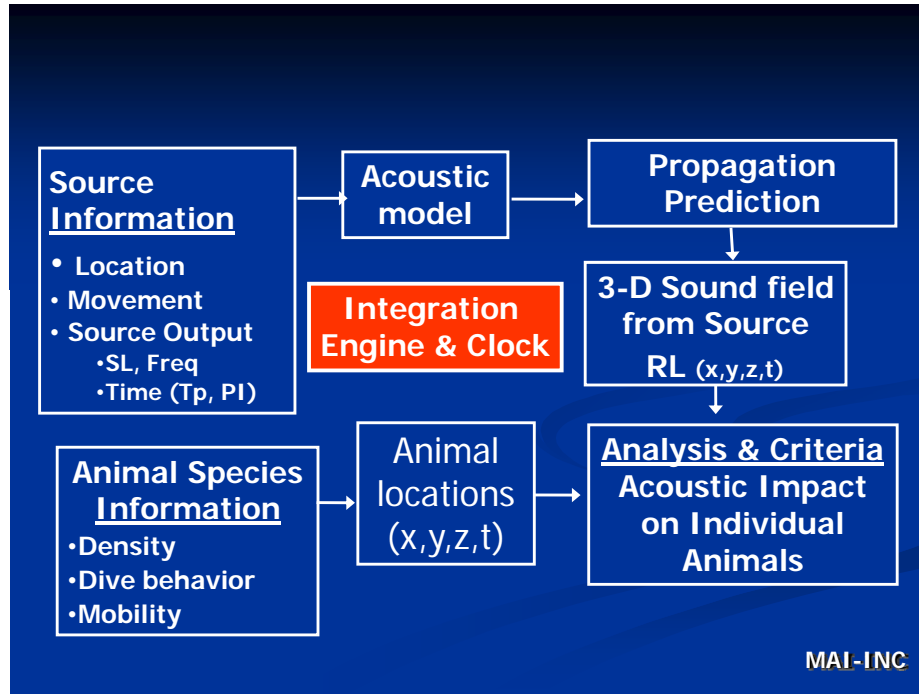 Source
Information
• Location
• Movement
• Source Output
•SL, Freq
•Time (Tp, PI)
Acoustic
model
Propagation
Prediction
Integration
Engine & Clock
3-D Sound field
from Source
RL (x,y,z,t)
Animal Species
Information
•Density
•Dive behavior
•Mobility
Animal
locations
(x,y,z,t)
Analysis & Criteria
Acoustic Impact
on Individual
Animals
MAI-INC